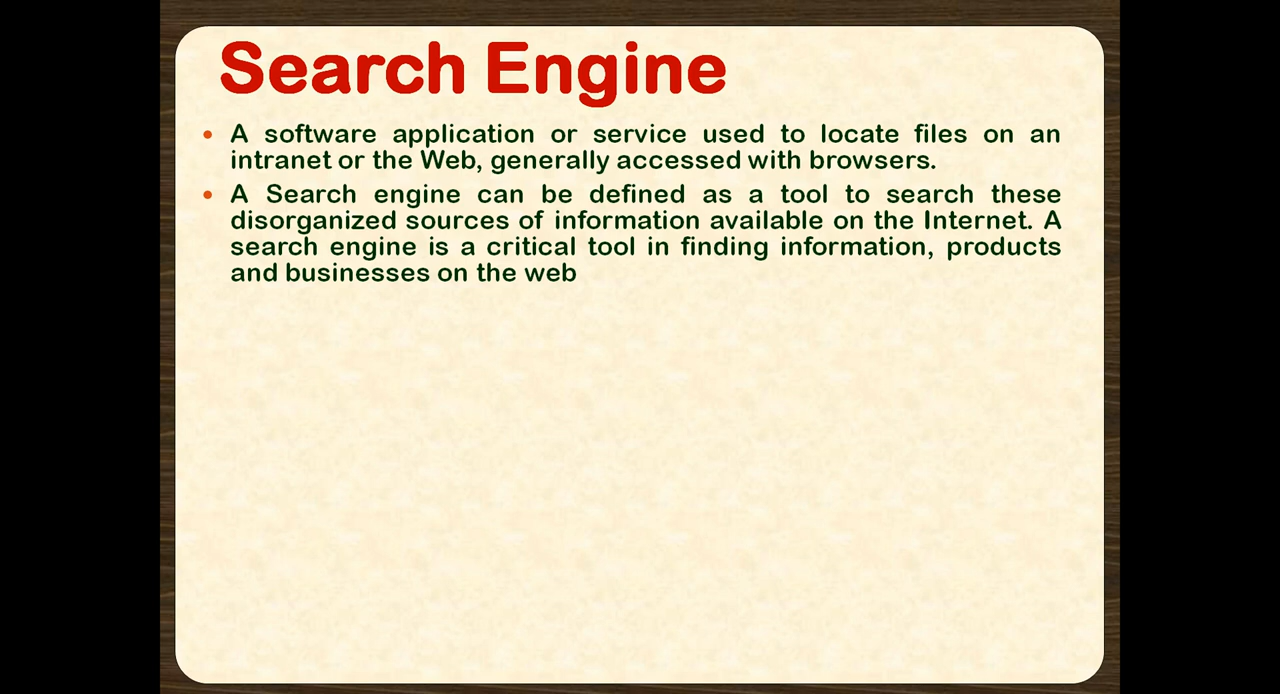 Search Engine
• A software application or service used to locate files on an
intranet or the Web, generally accessed with browsers.
• A Search engine can be defined as a tool to search these
disorganized sources of information available on the Internet. A
search engine is a critical tool in finding information, products
and businesses on the web